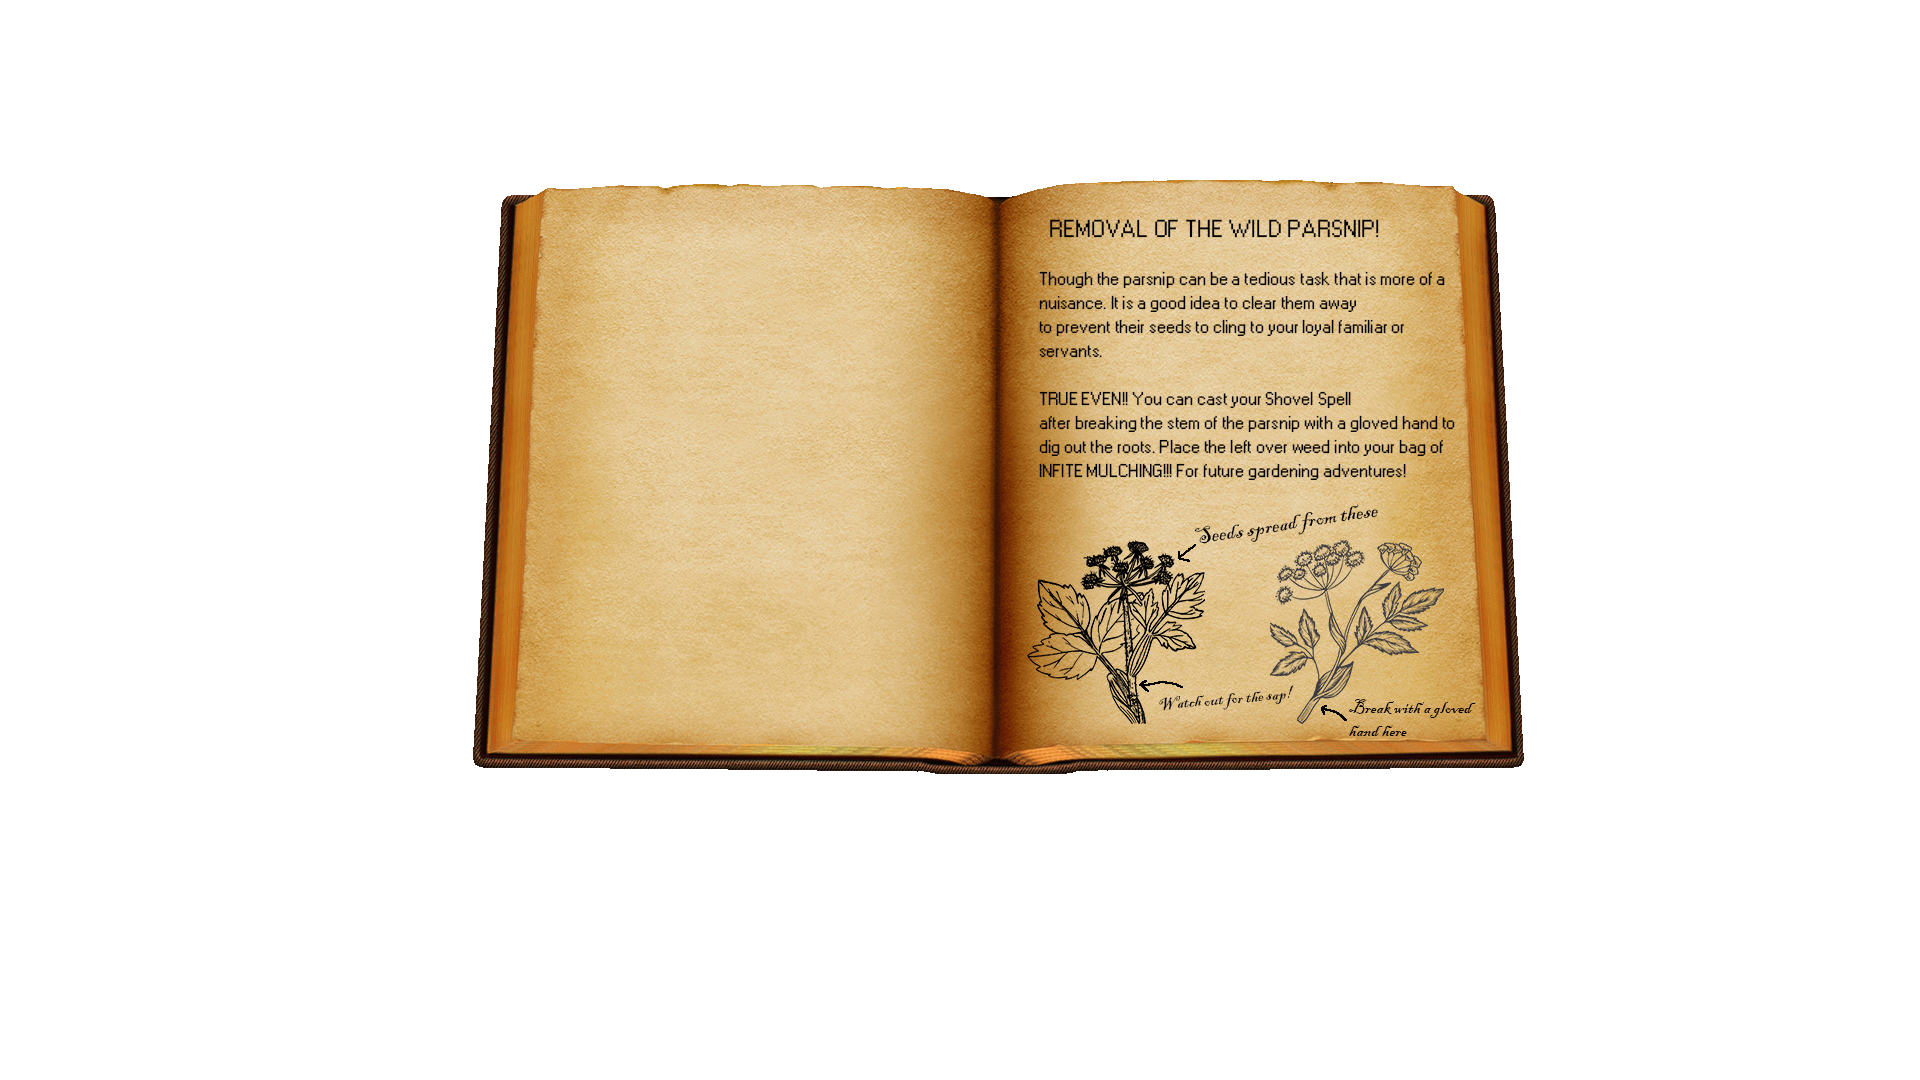 REMOVAL OF THE WILD PARSNIP!
Though the parsnip can be a tedious task that is more of a
nuisance. It is a good idea to clear them away
to prevent their seeds to cling to your loyal familiar or
servants.
TRUE EVEN!! You can cast your Shovel Spell
after breaking the stem of the parsnip with a gloved hand to
dig out the roots. Place the left over weed into your bag of
INFITE MULCHING!!! For future gardening adventures!
Seeds spread from these
Watch out for the sap!
Break with a gloved
hand here